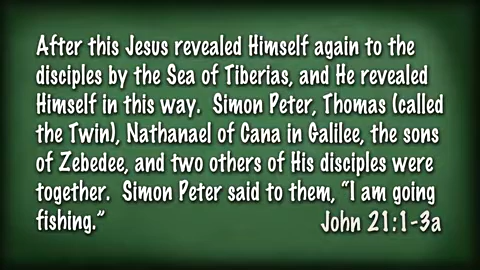 After this Jesus revealed Himself again to the
disciples by the Sea of Tiberias, and He revealed
Himself in this way.  Simon Peter, Thomas (called
the Twin), Nathanael of Cana in Galilee, the sons
of Zebedee, and two others of His disciples were
together.  Simon Peter said to them, “I am going
fishing.” John 21:1-3a